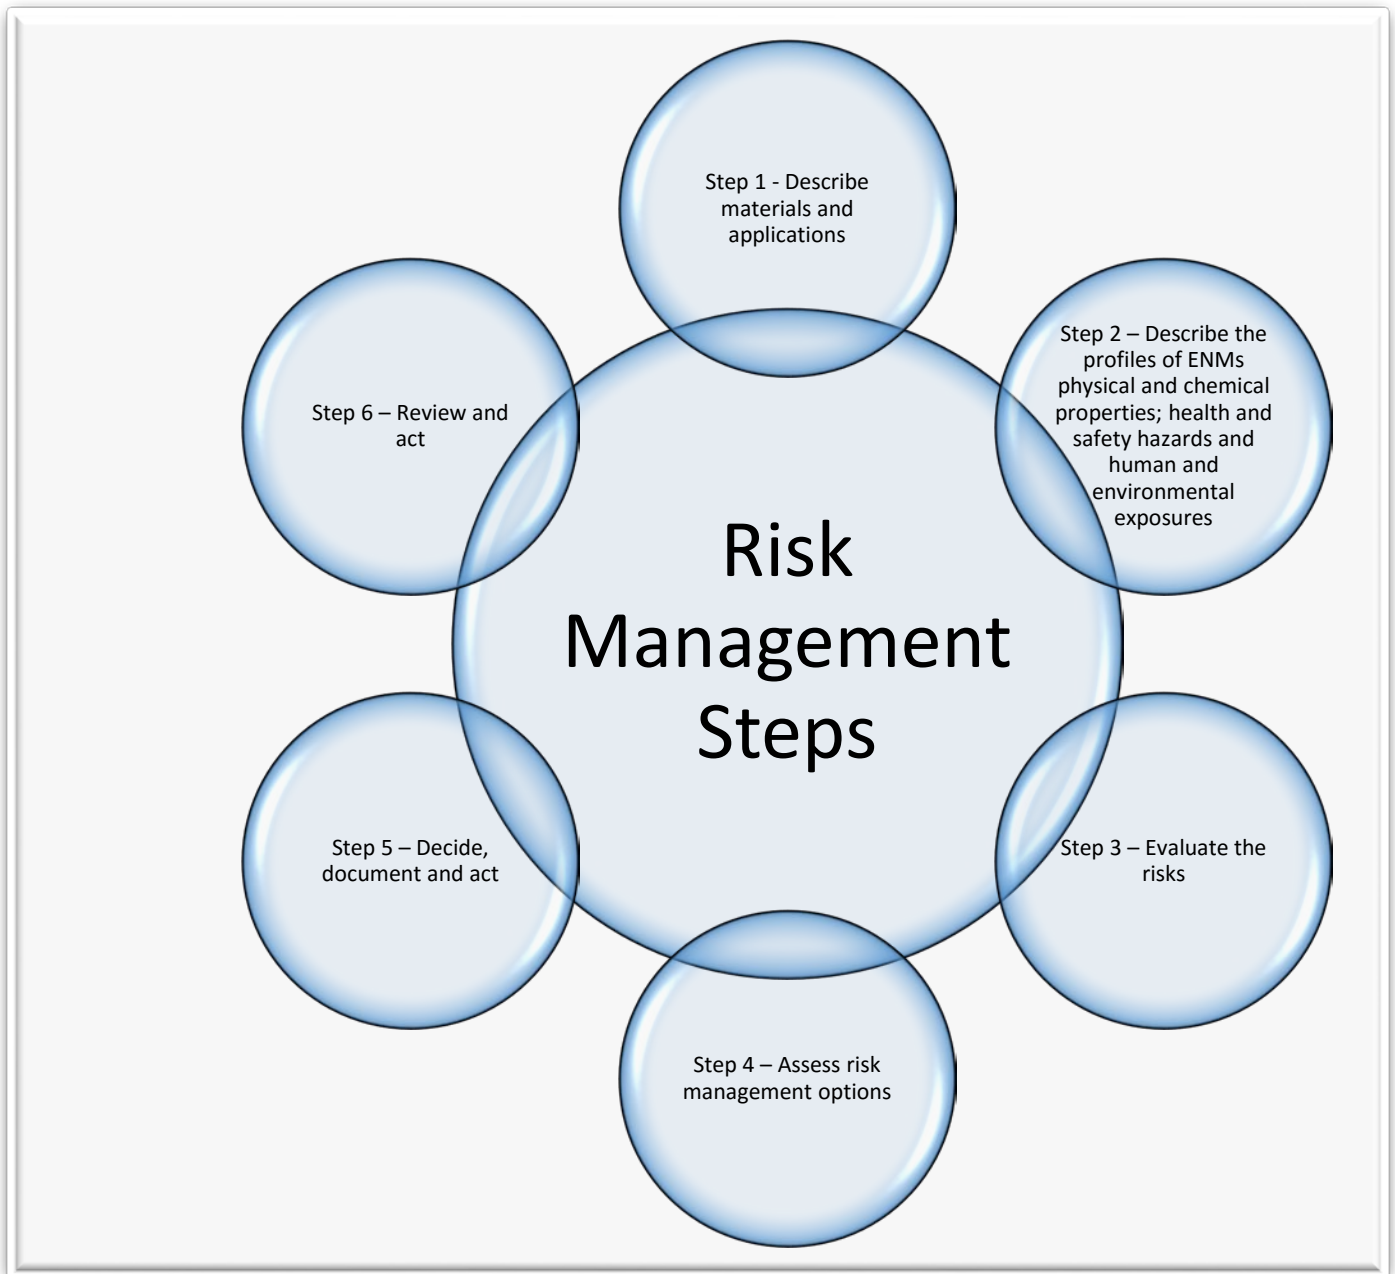 Step 1 - Describe
materials and
applications
Step 2 – Describe the
profiles of ENMs
physical and chemical
properties; health and
safety hazards and
human and
environmental
exposures
Step 3 – Evaluate the
risks
Step 4 – Assess risk
management options
Step 5 – Decide,
document and act
Step 6 – Review and
act
Risk
Management
Steps